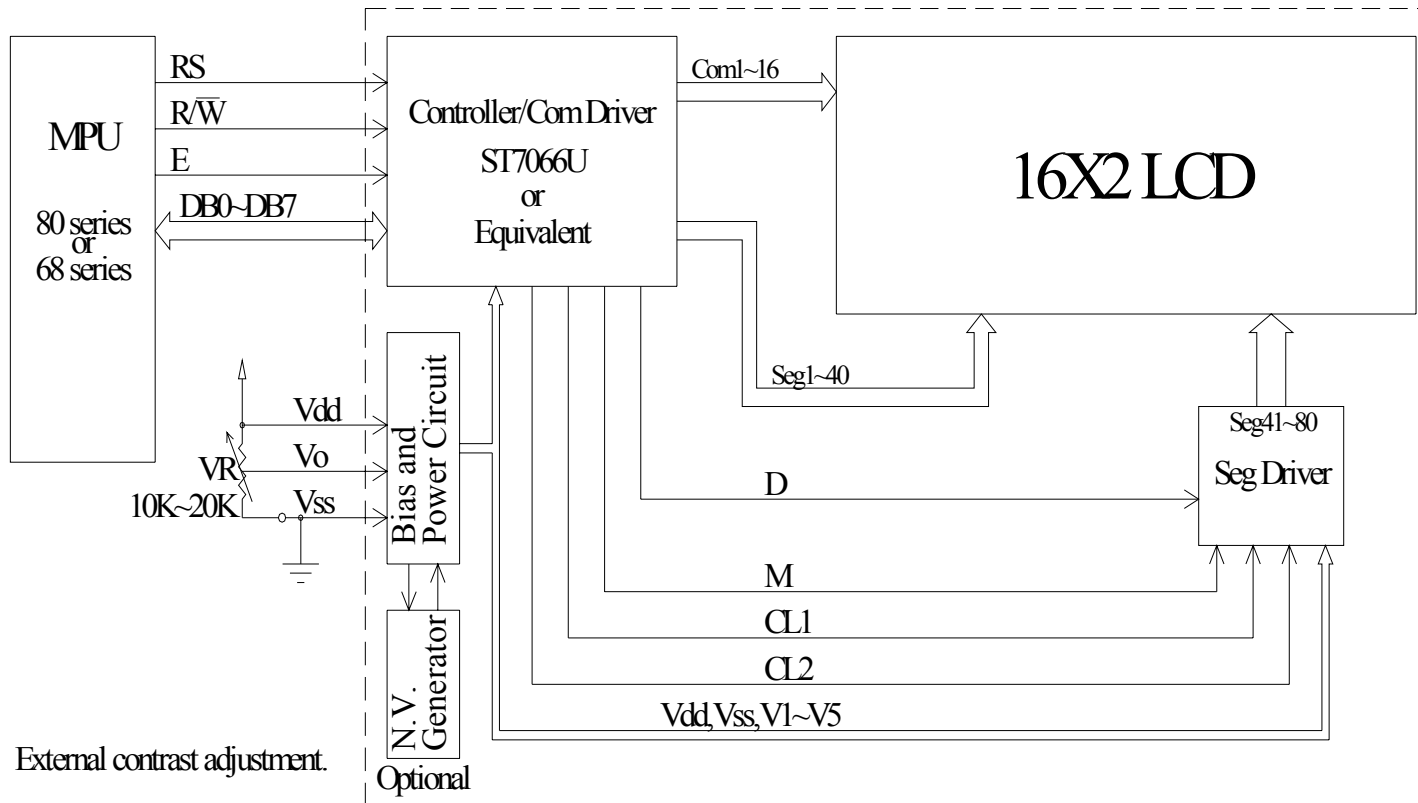 MPU
80 series
or
68 series
RS
R/W̅
E
DB0~DB7
Controller/Com Driver
ST7066U
or
Equivalent
Com1~16
16X2 LCD
Seg1~40
Seg41~80
Seg Driver
Vdd
Vo
Vss
VR
10K~20K
Bias and
Power Circuit
N.V.
Generator
Optional
D
M
CL1
CL2
Vdd,Vss,V1~V5
External contrast adjustment.